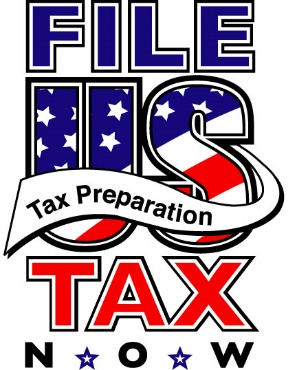 FILE
US
Tax Preparation
TAX
NOW